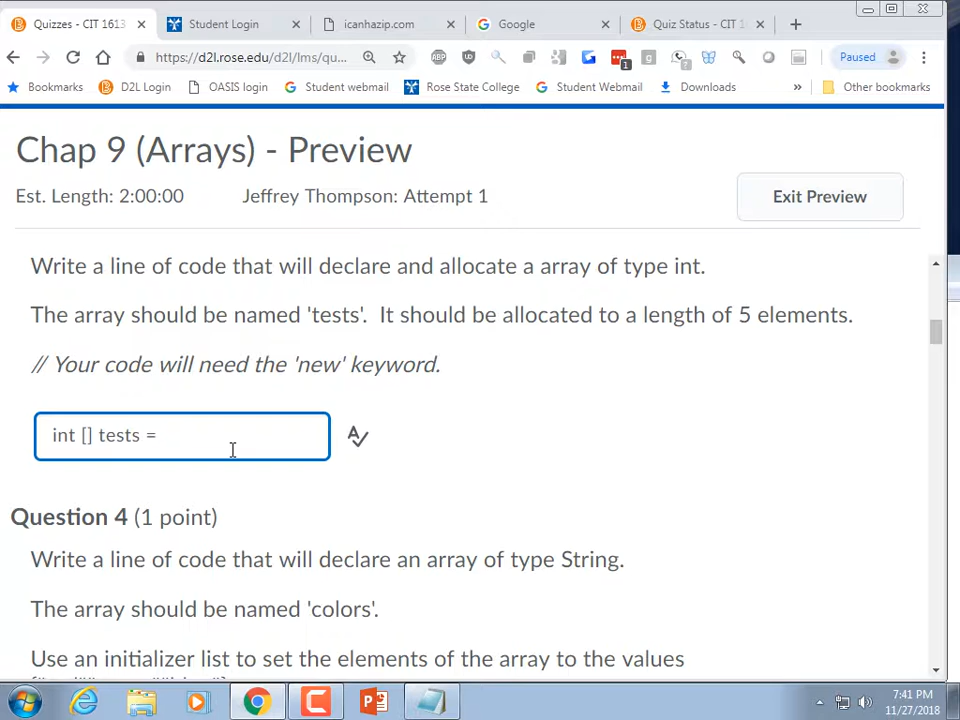 Quizzes - CIT 1613
Student Login
icanhazip.com
Google
Quiz Status - CIT 1
https://d2l.rose.edu/d2l/lms/qu...
ABP
1
g
?
Paused
Bookmarks
D2L Login
OASIS login
Student webmail
Rose State College
Student Webmail
Downloads
»
Other bookmarks
Chap 9 (Arrays) - Preview
Est. Length: 2:00:00
Jeffrey Thompson: Attempt 1
Exit Preview
Write a line of code that will declare and allocate a array of type int.
The array should be named 'tests'. It should be allocated to a length of 5 elements.
// Your code will need the 'new' keyword.
int [] tests =
Question 4 (1 point)
Write a line of code that will declare an array of type String.
The array should be named 'colors'.
Use an initializer list to set the elements of the array to the values
7:41 PM
11/27/2018